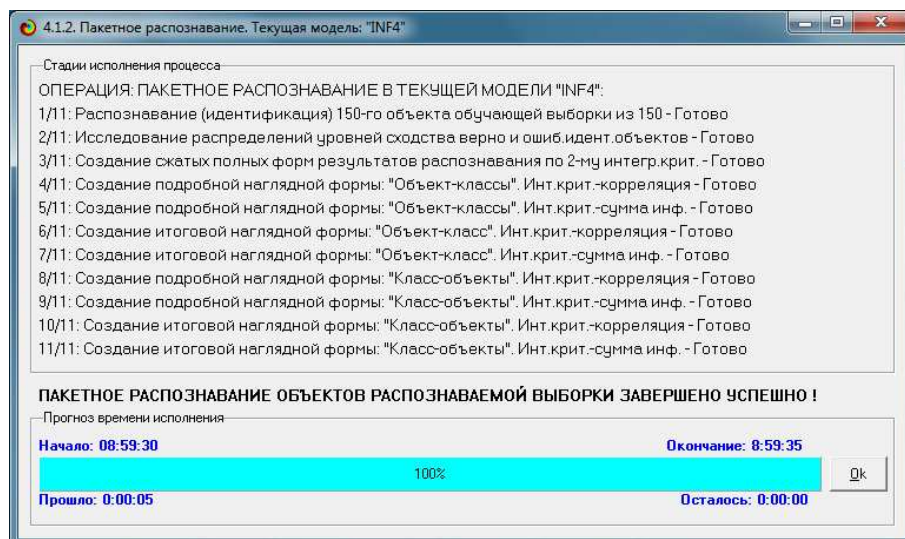 4.1.2. Пакетное распознавание. Текущая модель: "INF4"
Стадии исполнения процесса
ОПЕРАЦИЯ: ПАКЕТНОЕ РАСПОЗНАВАНИЕ В ТЕКУЩЕЙ МОДЕЛИ "INF4":
1/11: Распознавание (идентификация) 150-го объекта обучающей выборки из 150 - Готово
2/11: Исследование распределений уровней сходства верно и ошиб.идент.объектов - Готово
3/11: Создание сжатых полных форм результатов распознавания по 2-му интегр.крит. - Готово
4/11: Создание подробной наглядной формы: "Объект-классы". Инт.крит.-корреляция - Готово
5/11: Создание подробной наглядной формы: "Объект-классы". Инт.крит.-сумма инф. - Готово
6/11: Создание итоговой наглядной формы: "Объект-класс". Инт.крит.-корреляция - Готово
7/11: Создание итоговой наглядной формы: "Объект-класс". Инт.крит.-сумма инф. - Готово
8/11: Создание подробной наглядной формы: "Класс-объекты". Инт.крит.-корреляция - Готово
9/11: Создание подробной наглядной формы: "Класс-объекты". Инт.крит.-сумма инф. - Готово
10/11: Создание итоговой наглядной формы: "Класс-объекты". Инт.крит.-корреляция - Готово
11/11: Создание итоговой наглядной формы: "Класс-объекты". Инт.крит.-сумма инф. - Готово
ПАКЕТНОЕ РАСПОЗНАВАНИЕ ОБЪЕКТОВ РАСПОЗНАВАЕМОЙ ВЫБОРКИ ЗАВЕРШЕНО УСПЕШНО !
Прогноз времени исполнения
Начало: 08:59:30 Окончание: 8:59:35
100% Ok
Прошло: 0:00:05 Осталось: 0:00:00